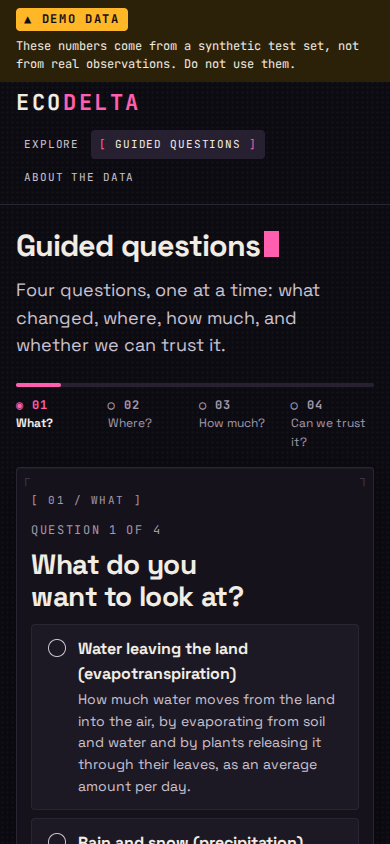 ▲ DEMO DATA
These numbers come from a synthetic test set, not
from real observations. Do not use them.
ECODELTA
EXPLORE [ GUIDED QUESTIONS ]
ABOUT THE DATA
Guided questions
Four questions, one at a time: what
changed, where, how much, and
whether we can trust it.
◉ 01 ○ 02 ○ 03 ○ 04
What? Where? How much? Can we trust
it?
[ 01 / WHAT ]
QUESTION 1 OF 4
What do you
want to look at?
Water leaving the land
(evapotranspiration)
How much water moves from the land
into the air, by evaporating from soil
and water and by plants releasing it
through their leaves, as an average
amount per day.
Rain and snow (precipitation)